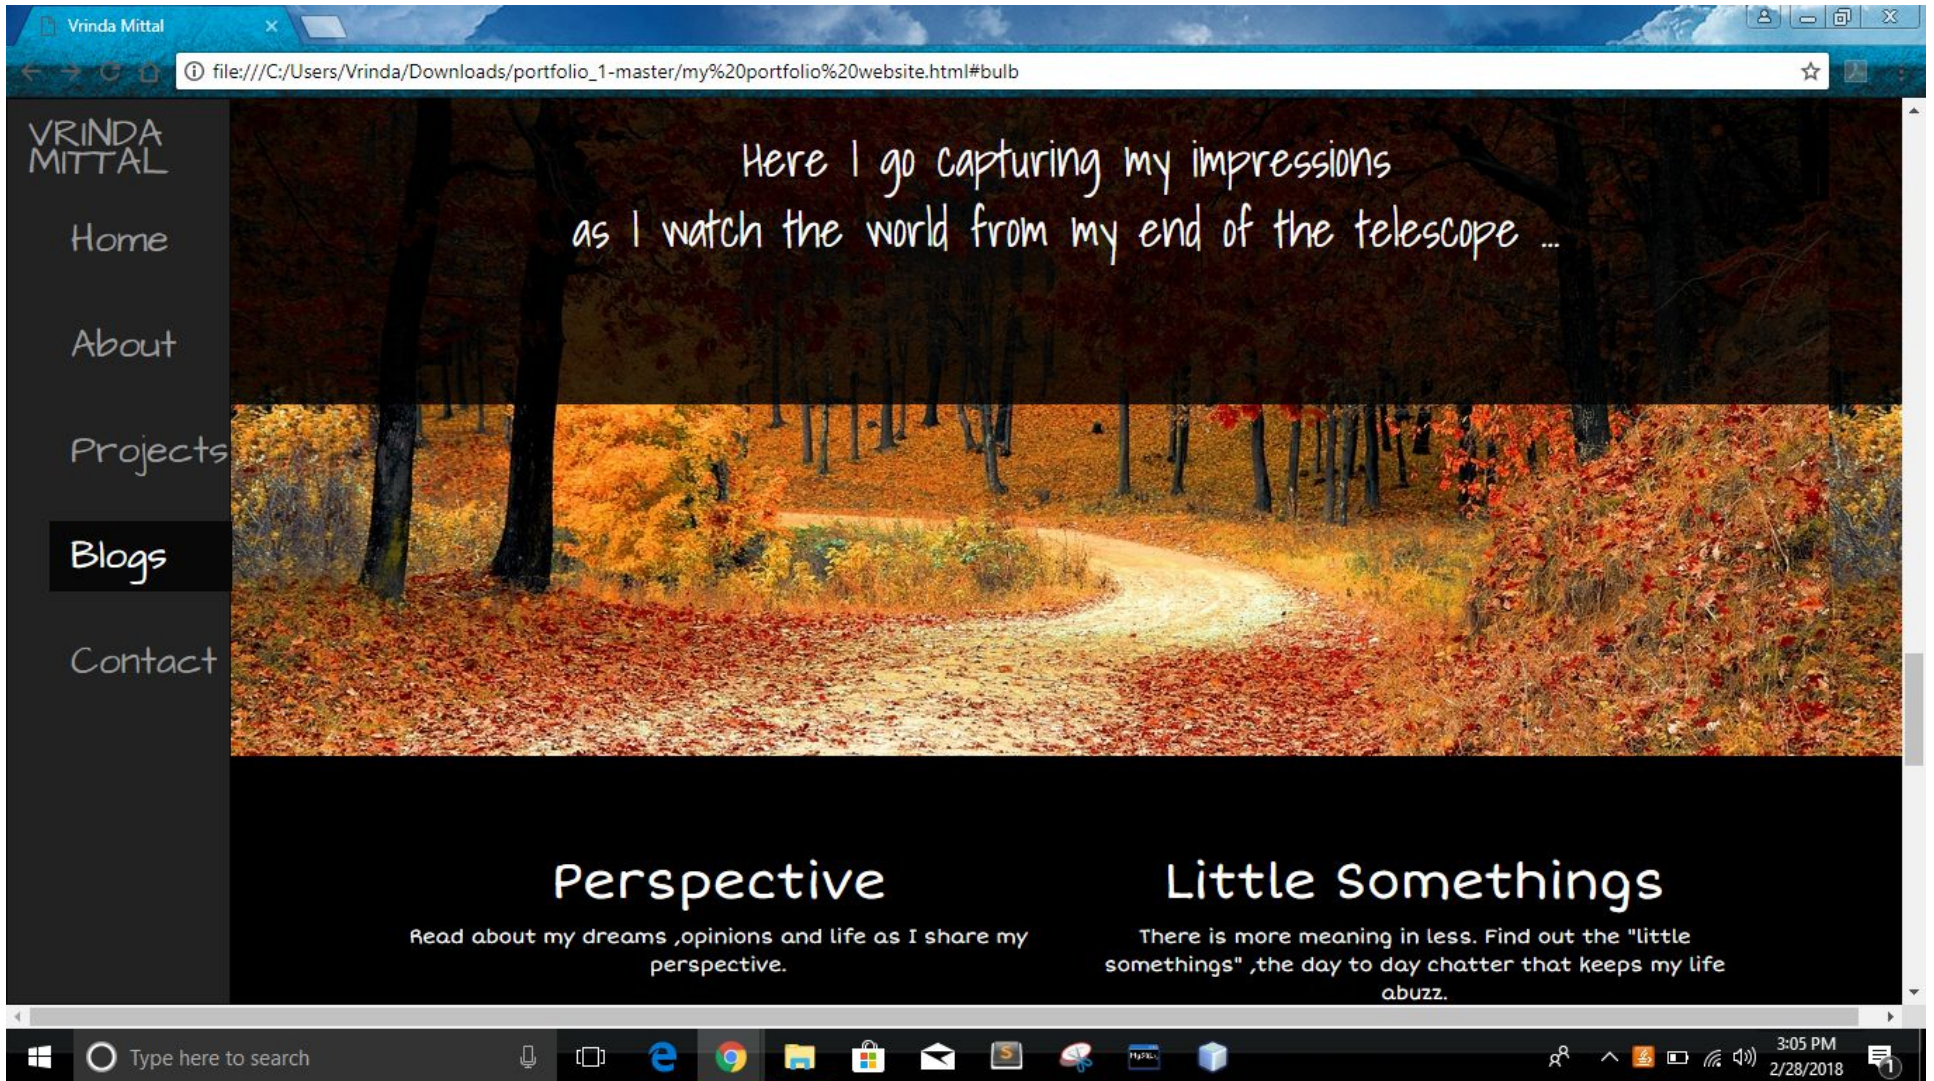 Vrinda Mittal
file:///C:/Users/Vrinda/Downloads/portfolio_1-master/my%20portfolio%20website.html#bulb
VRINDA
MITTAL
Home
About
Projects
Blogs
Contact
Here I go capturing my impressions
as I watch the world from my end of the telescope ...
Perspective
Read about my dreams ,opinions and life as I share my
perspective.
Little Somethings
There is more meaning in less. Find out the "little
somethings" ,the day to day chatter that keeps my life
abuzz.
Type here to search
3:05 PM
2/28/2018
1